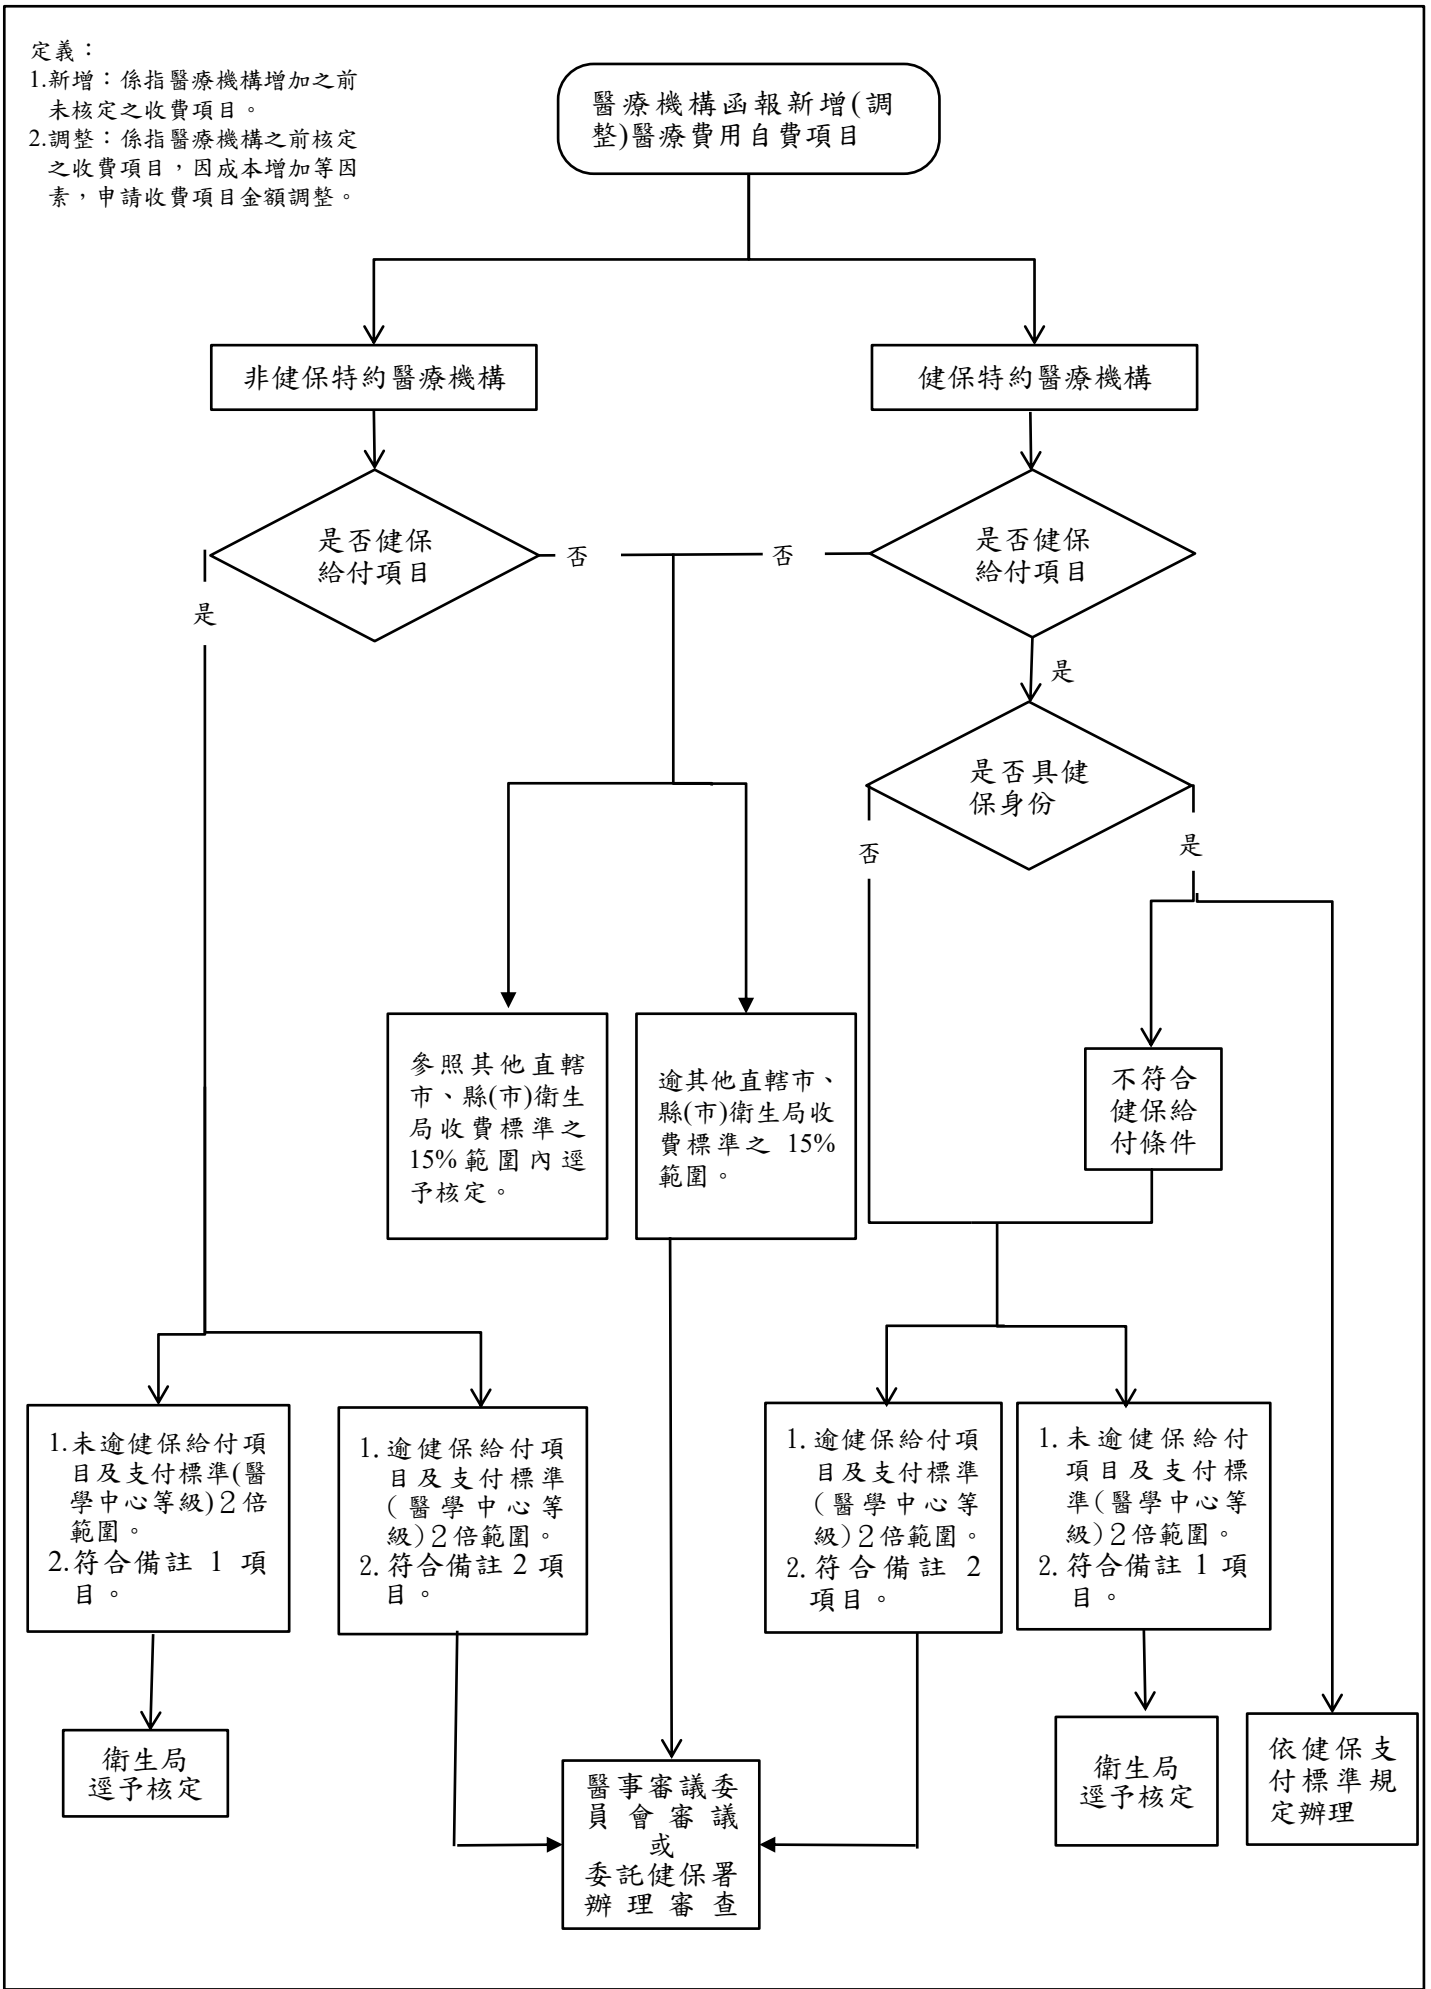 定義：
1.新增：係指醫療機構增加之前
未核定之收費項目。
2.調整：係指醫療機構之前核定
之收費項目，因成本增加等因
素，申請收費項目金額調整。
醫療機構函報新增(調
整)醫療費用自費項目
非健保特約醫療機構
健保特約醫療機構
是否健保
給付項目
否
否
是否健保
給付項目
是
是
是否具健
保身份
否
是
參照其他直轄
市、縣(市)衛生
局收費標準之
15%範圍內逕
予核定。
逾其他直轄市、
縣(市)衛生局收
費標準之 15%
範圍。
不符合
健保給
付條件
1.未逾健保給付項
目及支付標準(醫
學中心等級)２倍
範圍。
2.符合備註 1 項
目。
1.逾健保給付項
目及支付標準
(醫學中心等
級)２倍範圍。
2.符合備註 2 項
目。
1.逾健保給付項
目及支付標準
(醫學中心等
級)２倍範圍。
2.符合備註 2
項目。
1.未逾健保給付
項目及支付標
準(醫學中心等
級)２倍範圍。
2.符合備註 1 項
目。
衛生局
逕予核定
醫事審議委
員會審議
或
委託健保署
辦理審查
衛生局
逕予核定
依健保支
付標準規
定辦理